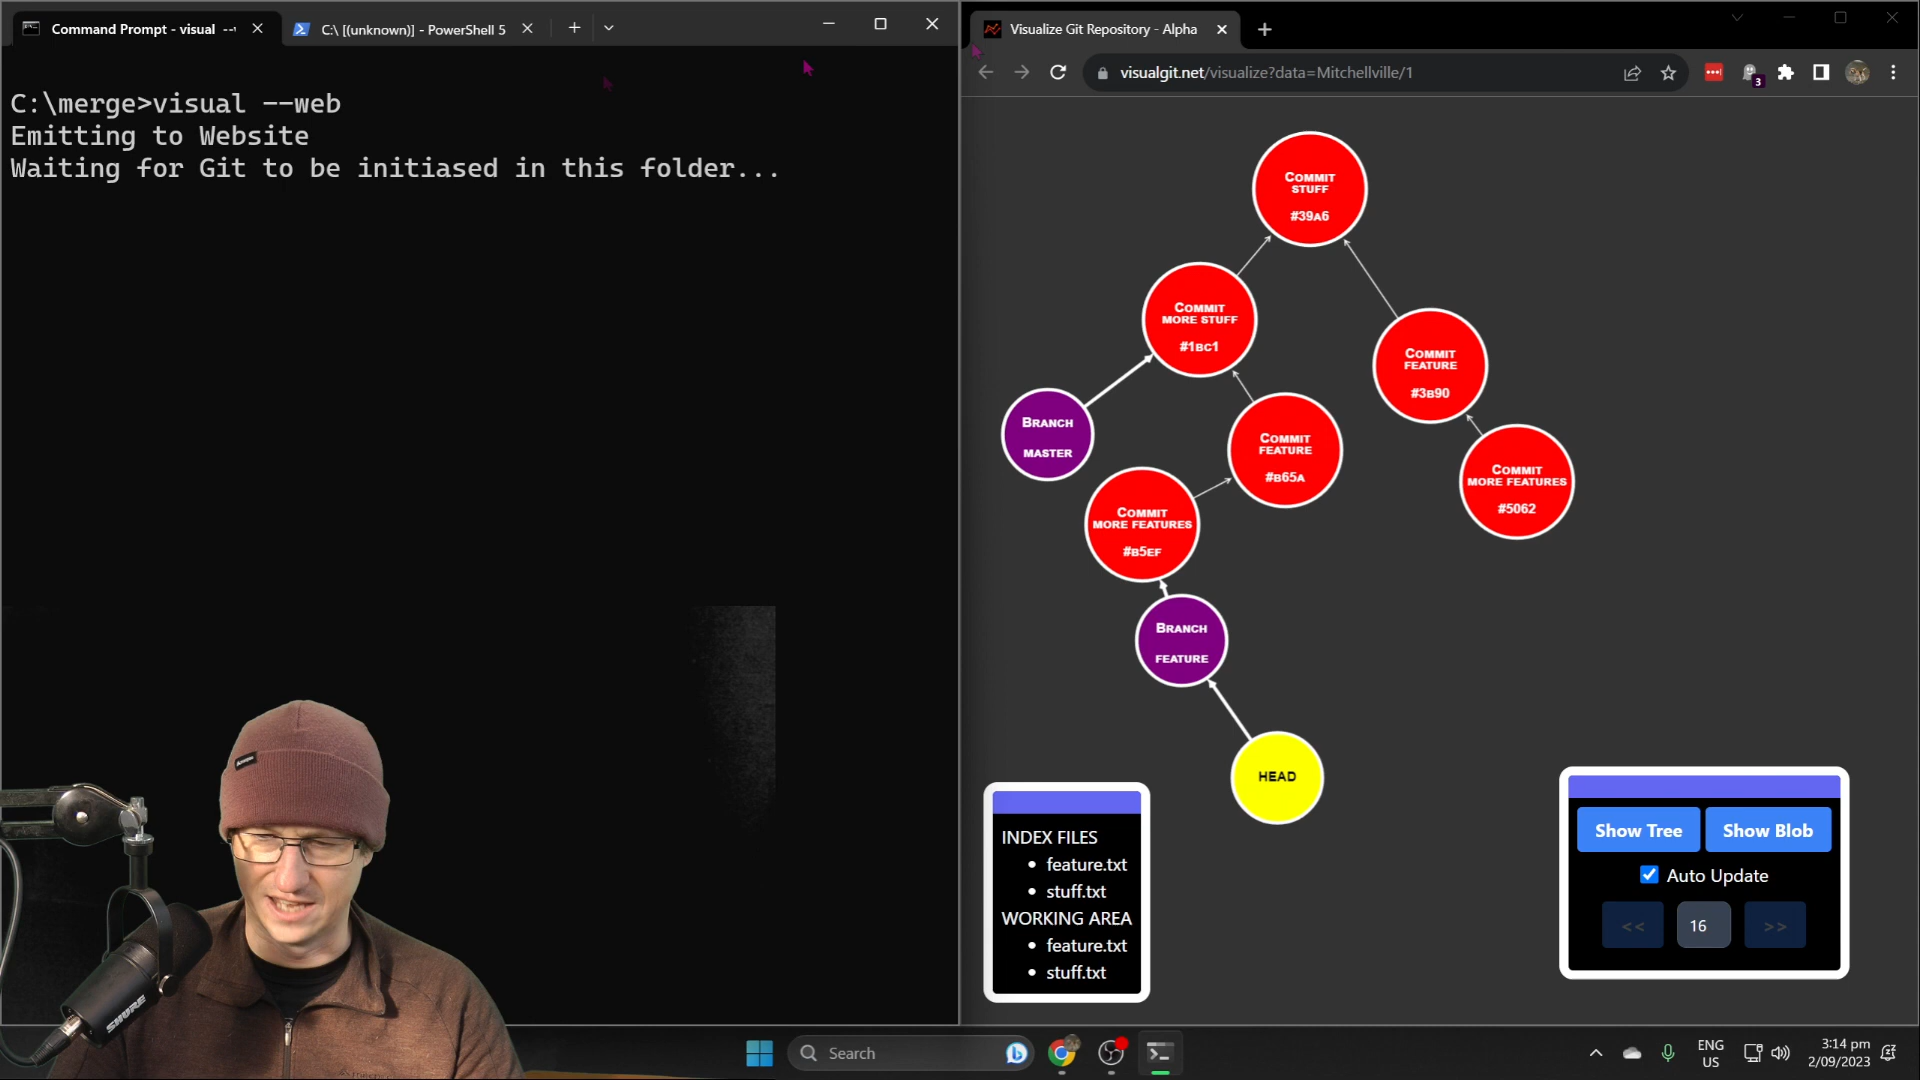 Command Prompt - visual --
C:\ [(unknown)] - PowerShell 5
C:\merge>visual --web
Emitting to Website
Waiting for Git to be initiased in this folder...
Visualize Git Repository - Alpha
visualgit.net/visualize?data=Mitchellville/1
3
COMMIT
STUFF
#39A6
COMMIT
MORE STUFF
#1BC1
COMMIT
FEATURE
#3B90
BRANCH
MASTER
COMMIT
FEATURE
#B65A
COMMIT
MORE FEATURES
#5062
COMMIT
MORE FEATURES
#B5EF
BRANCH
FEATURE
HEAD
INDEX FILES
• feature.txt
• stuff.txt
WORKING AREA
• feature.txt
• stuff.txt
Show Tree Show Blob
Auto Update
<< 16 >>
SHURE
Search
ENG
US
3:14 pm
2/09/2023